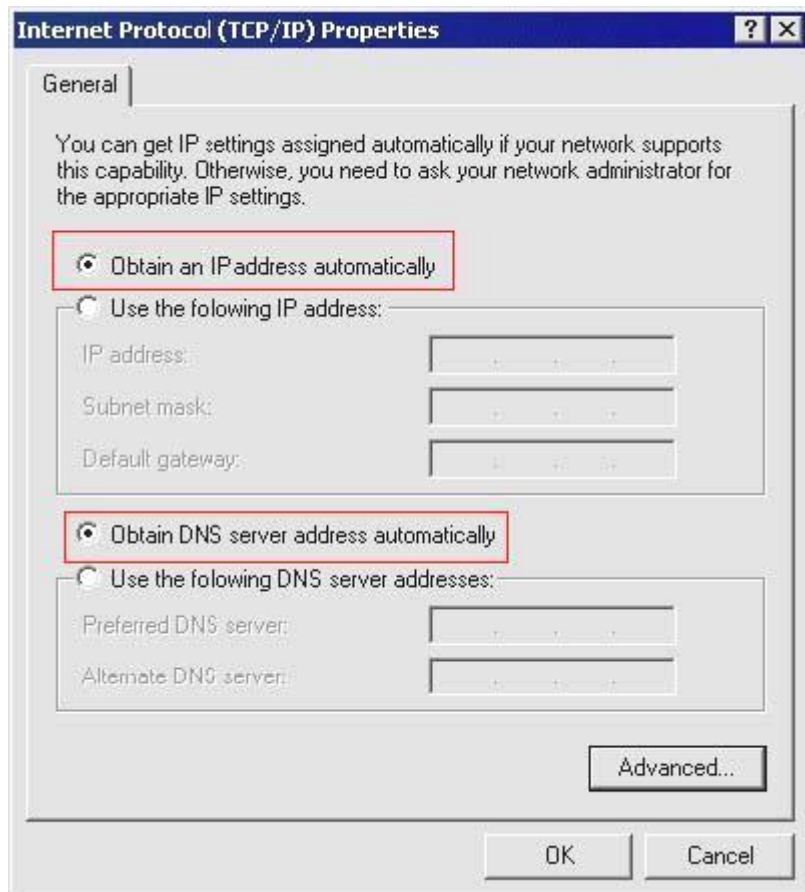 Internet Protocol (TCP/IP) Properties
General
You can get IP settings assigned automatically if your network supports
this capability. Otherwise, you need to ask your network administrator for
the appropriate IP settings.
Obtain an IP address automatically
Use the folowing IP address:
IP address:
Subnet mask:
Default gateway:
Obtain DNS server address automatically
Use the folowing DNS server addresses:
Preferred DNS server:
Alternate DNS server:
Advanced...
OK
Cancel